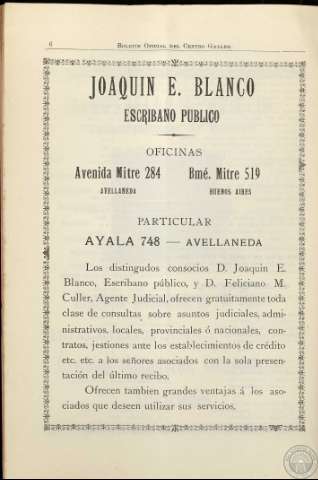 6 Boletin Oficial del Centro Gallego
JOAQUIN E. BLANCO
ESCRIBANO PUBLICO
OFICINAS
Avenida Mitre 284 Bmé. Mitre 519
AVELLANEDA BUENOS AIRES
PARTICULAR
AYALA 748 — AVELLANEDA
Los distingudos consocios D. Joaquin E.
Blanco, Escribano público, y D. Feliciano M.
Culler, Agente Judicial, ofrecen gratuitamente toda
clase de consultas sobre asuntos judiciales, admi-
nistrativos, locales, provinciales ó nacionales, con-
tratos, jestiones ante los establecimientos de crédito
etc. etc. a los señores asociados con la sola presen-
tación del último recibo.
Ofrecen tambien grandes ventajas á los aso-
ciados que deseen utilizar sus servicios.